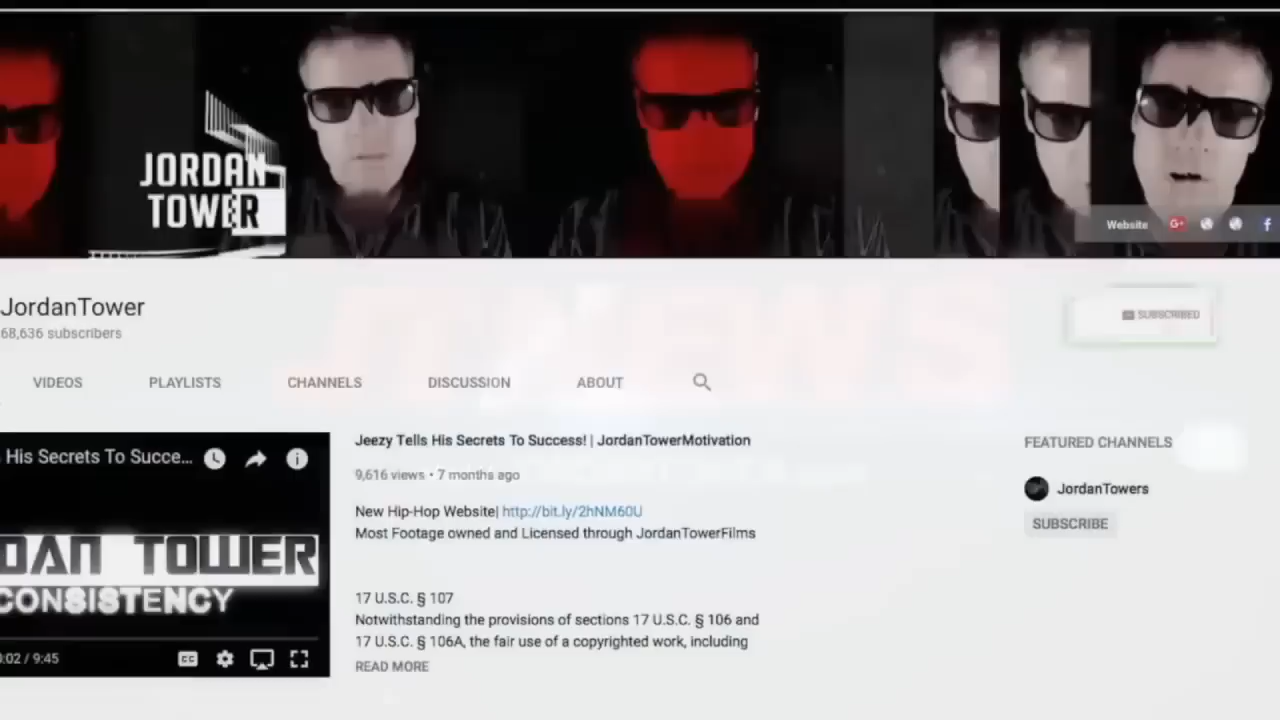 JORDAN
TOWER
Website
JordanTower
68,636 subscribers
SUBSCRIBED
VIDEOS
PLAYLISTS
CHANNELS
DISCUSSION
ABOUT
His Secrets To Succe...
DAN TOWER
CONSISTENCY
0:02 / 9:45
Jeezy Tells His Secrets To Success! | JordanTowerMotivation
9,616 views • 7 months ago
New Hip-Hop Website| http://bit.ly/2hNM60U
Most Footage owned and Licensed through JordanTowerFilms
17 U.S.C. § 107
Notwithstanding the provisions of sections 17 U.S.C. § 106 and
17 U.S.C. § 106A, the fair use of a copyrighted work, including
READ MORE
FEATURED CHANNELS
JordanTowers
SUBSCRIBE